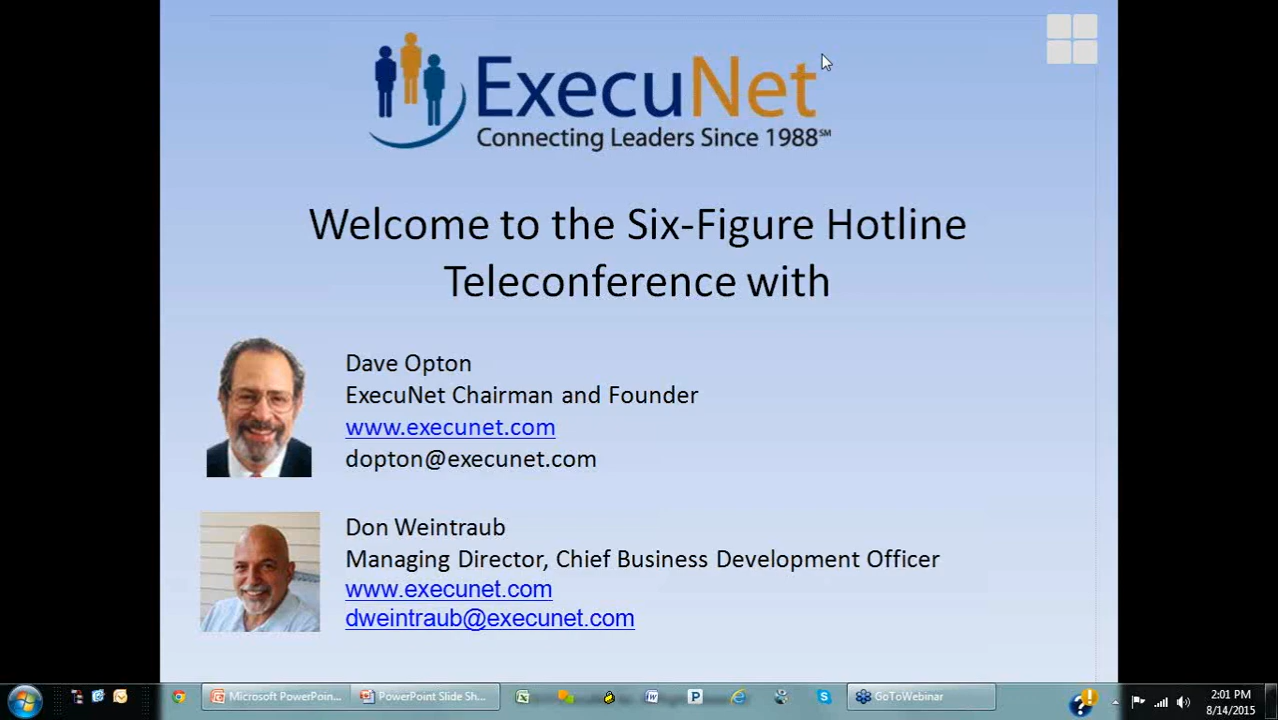 ExecuNet
Connecting Leaders Since 1988℠
Welcome to the Six-Figure Hotline
Teleconference with
Dave Opton
ExecuNet Chairman and Founder
www.execunet.com
dopton@execunet.com
Don Weintraub
Managing Director, Chief Business Development Officer
www.execunet.com
dweintraub@execunet.com
Microsoft PowerPoin... PowerPoint Slide Sh... GoToWebinar
2:01 PM
8/14/2015